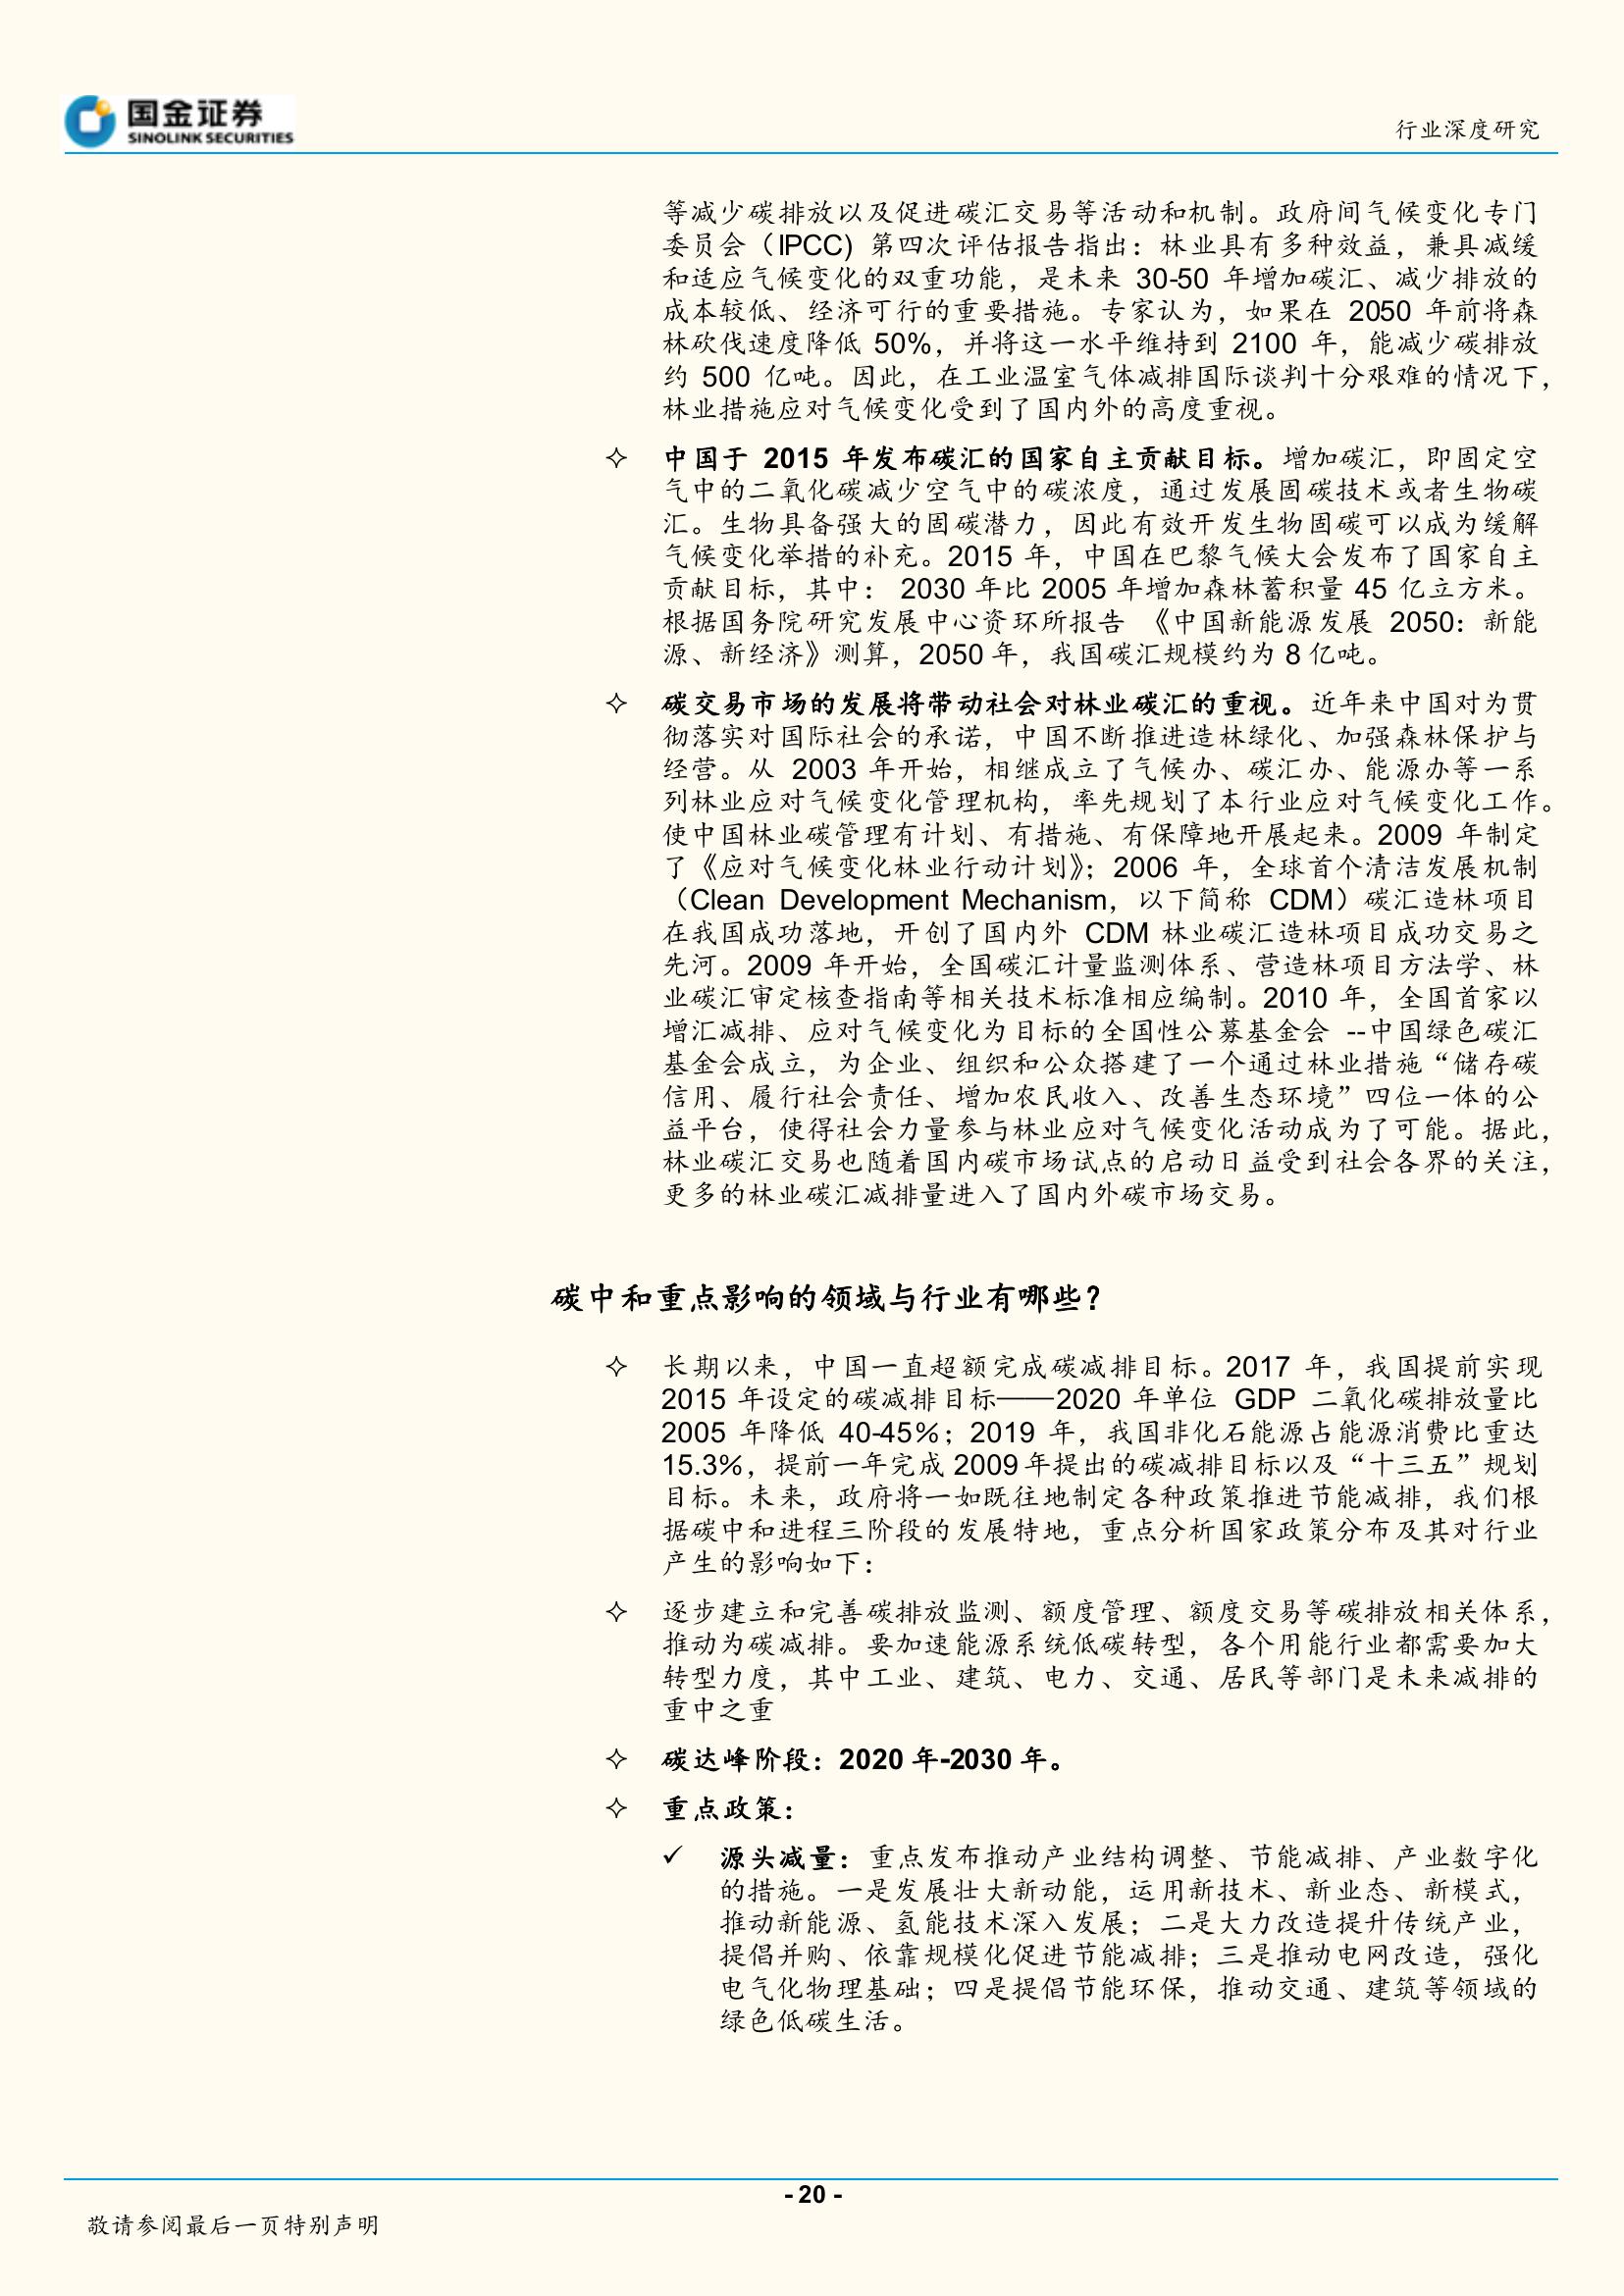 国金证券
SINOLINK SECURITIES
行业深度研究
等减少碳排放以及促进碳汇交易等活动和机制。政府间气候变化专门
委员会（IPCC) 第四次评估报告指出：林业具有多种效益，兼具减缓
和适应气候变化的双重功能，是未来 30-50 年增加碳汇、减少排放的
成本较低、经济可行的重要措施。专家认为，如果在 2050 年前将森
林砍伐速度降低 50%，并将这一水平维持到 2100 年，能减少碳排放
约 500 亿吨。因此，在工业温室气体减排国际谈判十分艰难的情况下，
林业措施应对气候变化受到了国内外的高度重视。
✧ 中国于 2015 年发布碳汇的国家自主贡献目标。增加碳汇，即固定空
气中的二氧化碳减少空气中的碳浓度，通过发展固碳技术或者生物碳
汇。生物具备强大的固碳潜力，因此有效开发生物固碳可以成为缓解
气候变化举措的补充。2015 年，中国在巴黎气候大会发布了国家自主
贡献目标，其中： 2030 年比 2005 年增加森林蓄积量 45 亿立方米。
根据国务院研究发展中心资环所报告 《中国新能源发展 2050：新能
源、新经济》测算，2050 年，我国碳汇规模约为 8 亿吨。
✧ 碳交易市场的发展将带动社会对林业碳汇的重视。近年来中国对为贯
彻落实对国际社会的承诺，中国不断推进造林绿化、加强森林保护与
经营。从 2003 年开始，相继成立了气候办、碳汇办、能源办等一系
列林业应对气候变化管理机构，率先规划了本行业应对气候变化工作。
使中国林业碳管理有计划、有措施、有保障地开展起来。2009 年制定
了《应对气候变化林业行动计划》；2006 年，全球首个清洁发展机制
（Clean Development Mechanism，以下简称 CDM）碳汇造林项目
在我国成功落地，开创了国内外 CDM 林业碳汇造林项目成功交易之
先河。2009 年开始，全国碳汇计量监测体系、营造林项目方法学、林
业碳汇审定核查指南等相关技术标准相应编制。2010 年，全国首家以
增汇减排、应对气候变化为目标的全国性公募基金会 --中国绿色碳汇
基金会成立，为企业、组织和公众搭建了一个通过林业措施“储存碳
信用、履行社会责任、增加农民收入、改善生态环境”四位一体的公
益平台，使得社会力量参与林业应对气候变化活动成为了可能。据此，
林业碳汇交易也随着国内碳市场试点的启动日益受到社会各界的关注，
更多的林业碳汇减排量进入了国内外碳市场交易。
碳中和重点影响的领域与行业有哪些？
✧ 长期以来，中国一直超额完成碳减排目标。2017 年，我国提前实现
2015 年设定的碳减排目标——2020 年单位 GDP 二氧化碳排放量比
2005 年降低 40-45%；2019 年，我国非化石能源占能源消费比重达
15.3%，提前一年完成 2009 年提出的碳减排目标以及“十三五”规划
目标。未来，政府将一如既往地制定各种政策推进节能减排，我们根
据碳中和进程三阶段的发展特地，重点分析国家政策分布及其对行业
产生的影响如下：
✧ 逐步建立和完善碳排放监测、额度管理、额度交易等碳排放相关体系，
推动为碳减排。要加速能源系统低碳转型，各个用能行业都需要加大
转型力度，其中工业、建筑、电力、交通、居民等部门是未来减排的
重中之重
✧ 碳达峰阶段：2020 年-2030 年。
✧ 重点政策：
✓ 源头减量：重点发布推动产业结构调整、节能减排、产业数字化
的措施。一是发展壮大新动能，运用新技术、新业态、新模式，
推动新能源、氢能技术深入发展；二是大力改造提升传统产业，
提倡并购、依靠规模化促进节能减排；三是推动电网改造，强化
电气化物理基础；四是提倡节能环保，推动交通、建筑等领域的
绿色低碳生活。
- 20 -
敬请参阅最后一页特别声明